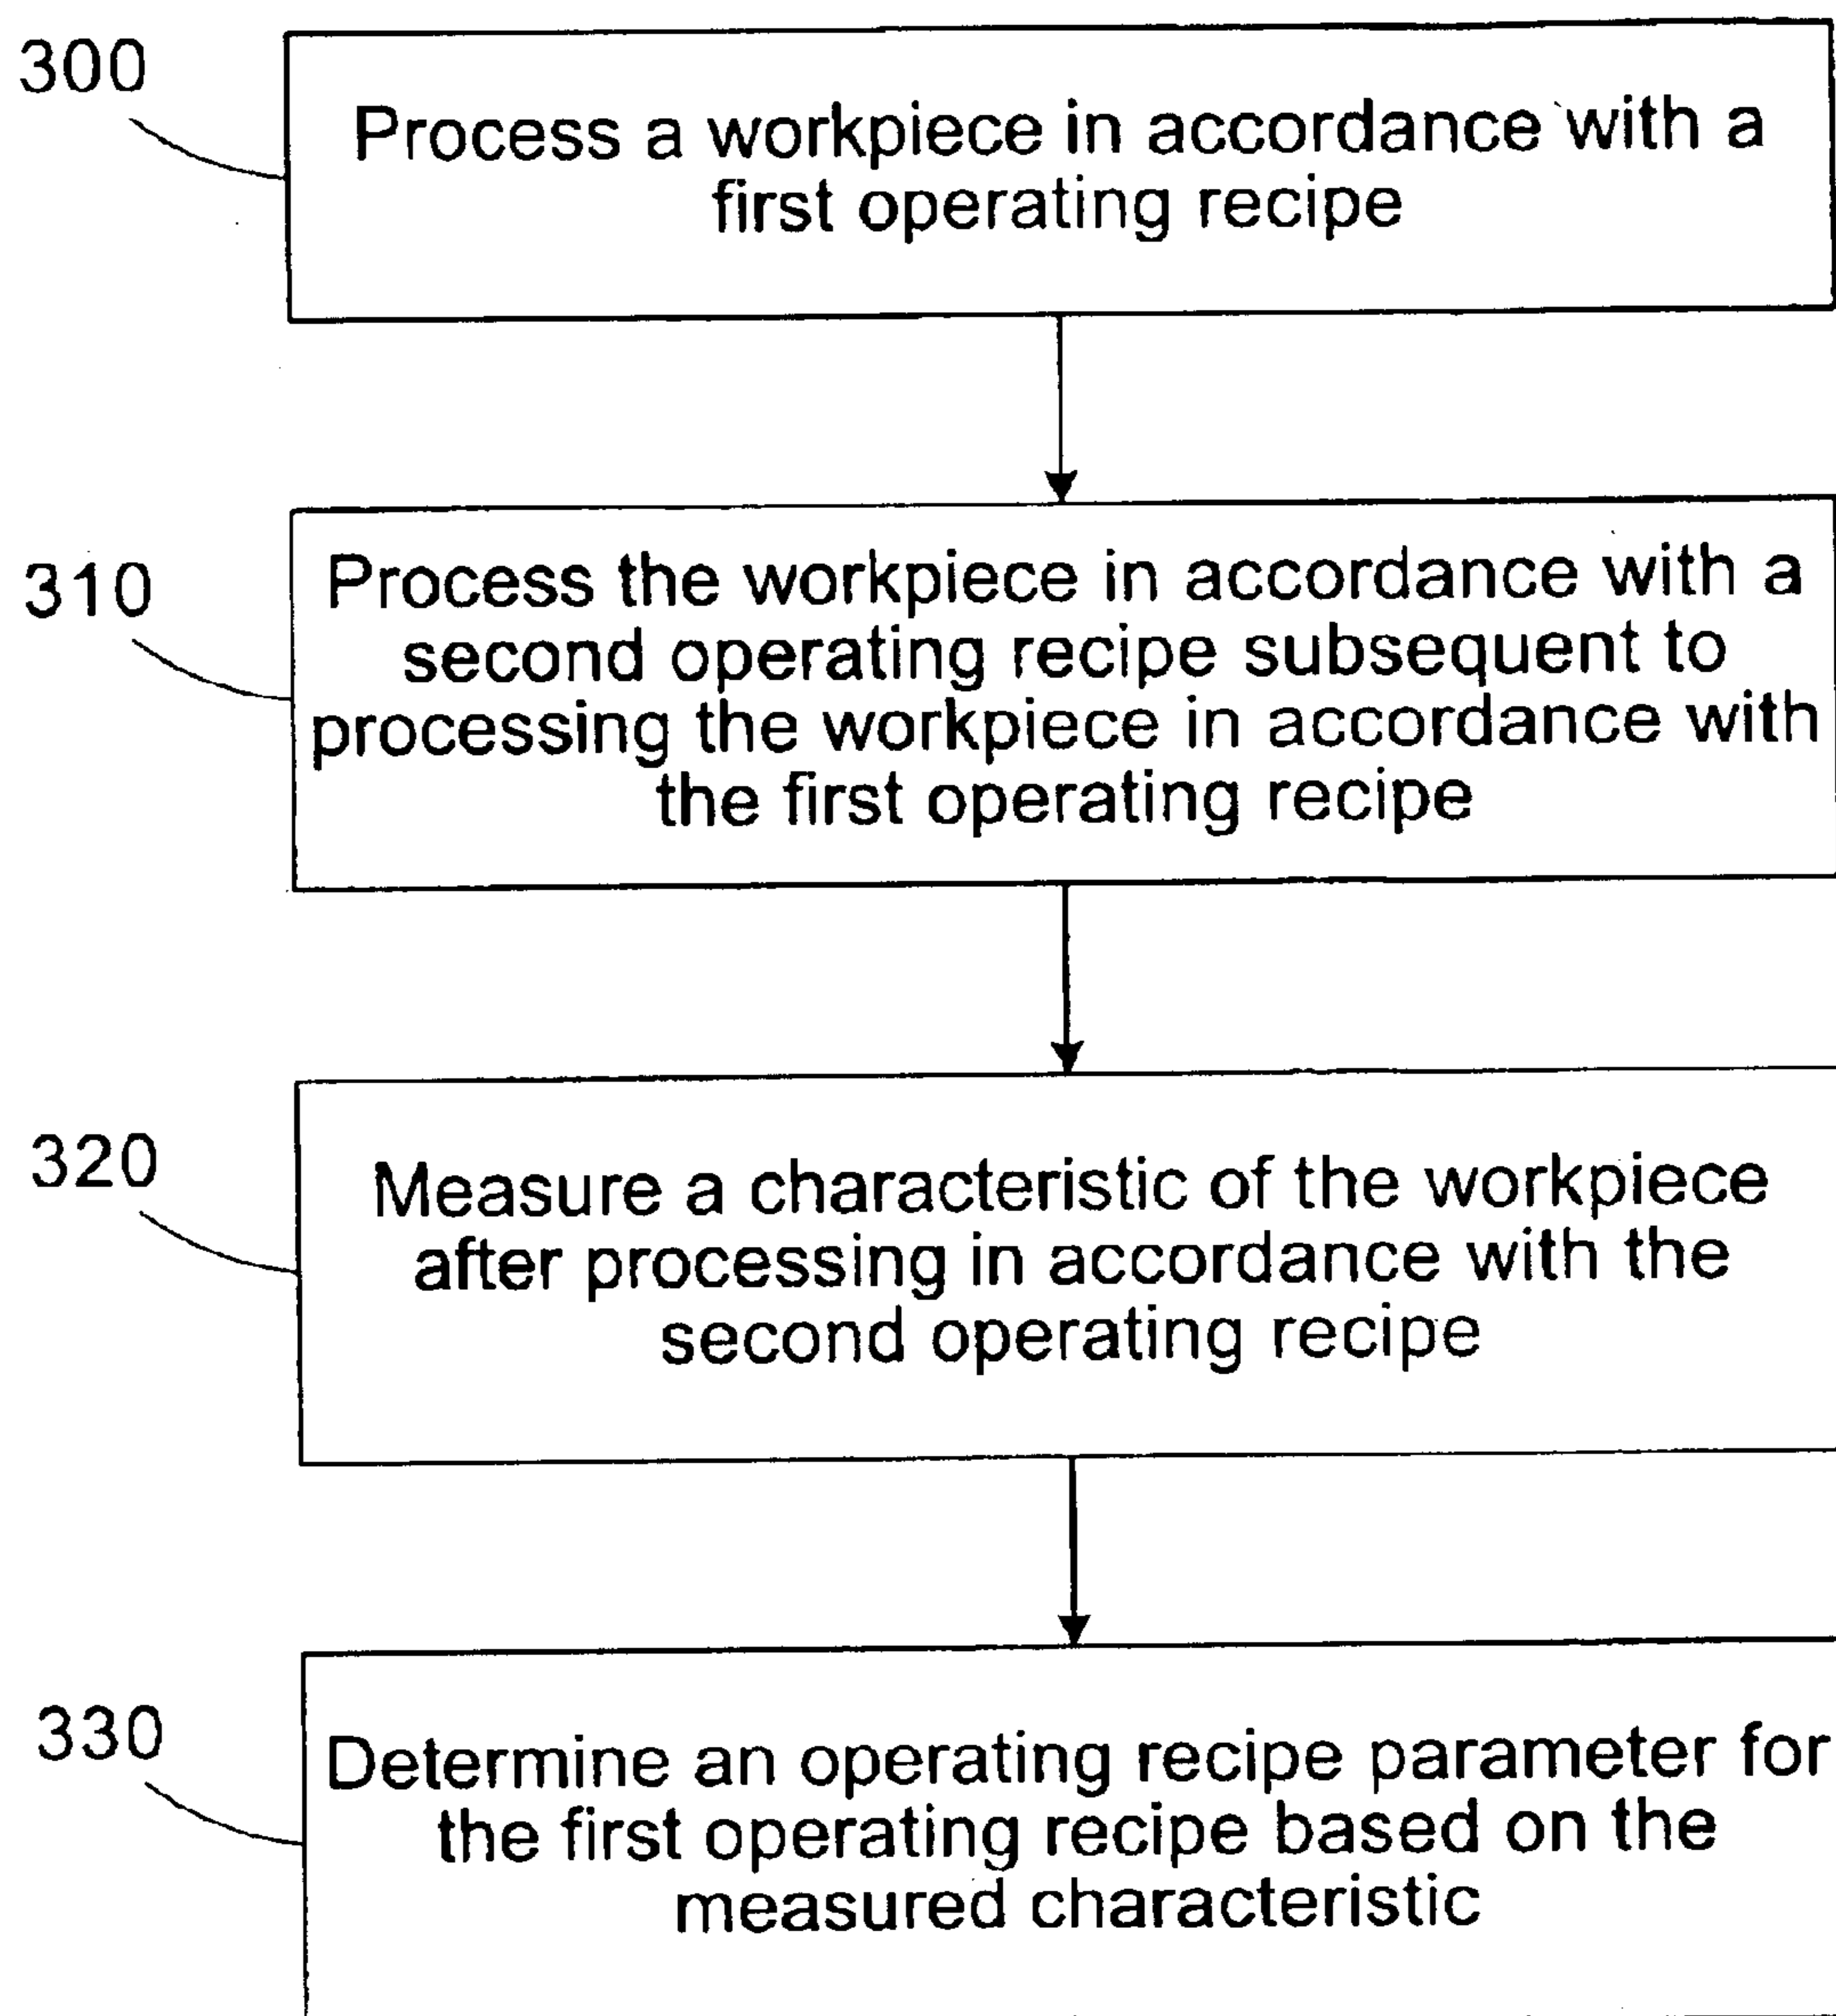 300
Process a workpiece in accordance with a
first operating recipe
310
Process the workpiece in accordance with a
second operating recipe subsequent to
processing the workpiece in accordance with
the first operating recipe
320
Measure a characteristic of the workpiece
after processing in accordance with the
second operating recipe
330
Determine an operating recipe parameter for
the first operating recipe based on the
measured characteristic